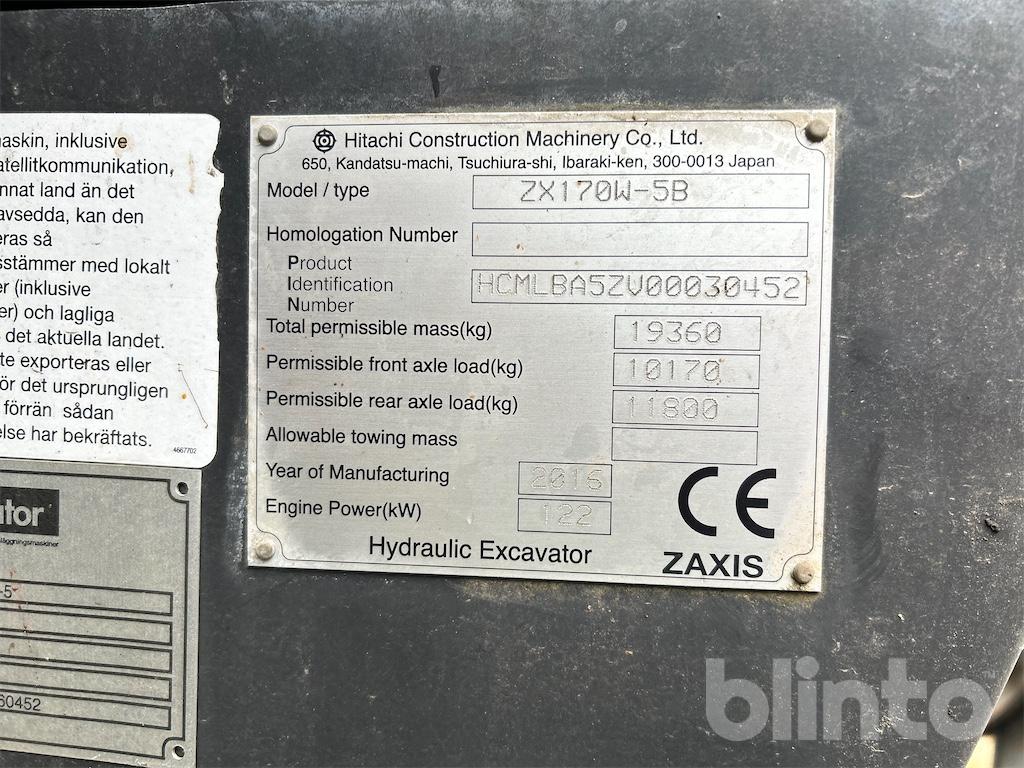 maskin, inklusive
satellitkommunikation,
annat land än det
avsedda, kan den
eras så
sstämmer med lokalt
er (inklusive
er) och lagliga
det aktuella landet.
te exporteras eller
ör det ursprungligen
förrän sådan
else har bekräftats.
4667702
ator
läggningsmaskiner
-5
60452
Hitachi Construction Machinery Co., Ltd.
650, Kandatsu-machi, Tsuchiura-shi, Ibaraki-ken, 300-0013 Japan
Model / type ZX170W-5B
Homologation Number
Product
Identification HCMLBA5ZV00030452
Number
Total permissible mass(kg) 19360
Permissible front axle load(kg) 10170
Permissible rear axle load(kg) 11800
Allowable towing mass
Year of Manufacturing 2016
Engine Power(kW) 122
CE
Hydraulic Excavator ZAXIS
blinto